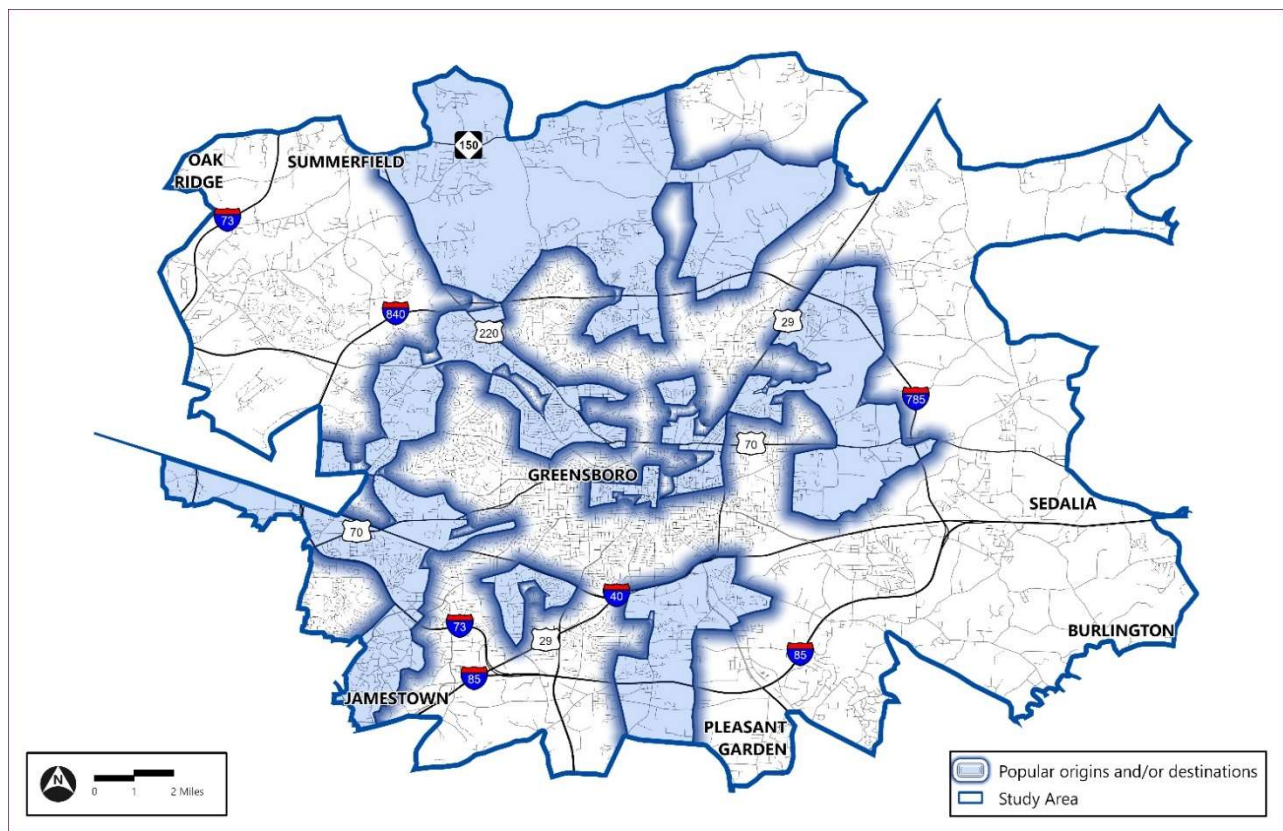 150
OAK
RIDGE
SUMMERFIELD
73
840
220
29
785
70
GREENSBORO
SEDALIA
70
40
73
29
BURLINGTON
85
85
JAMESTOWN
PLEASANT
GARDEN
N
0 1 2 Miles
Popular origins and/or destinations
Study Area